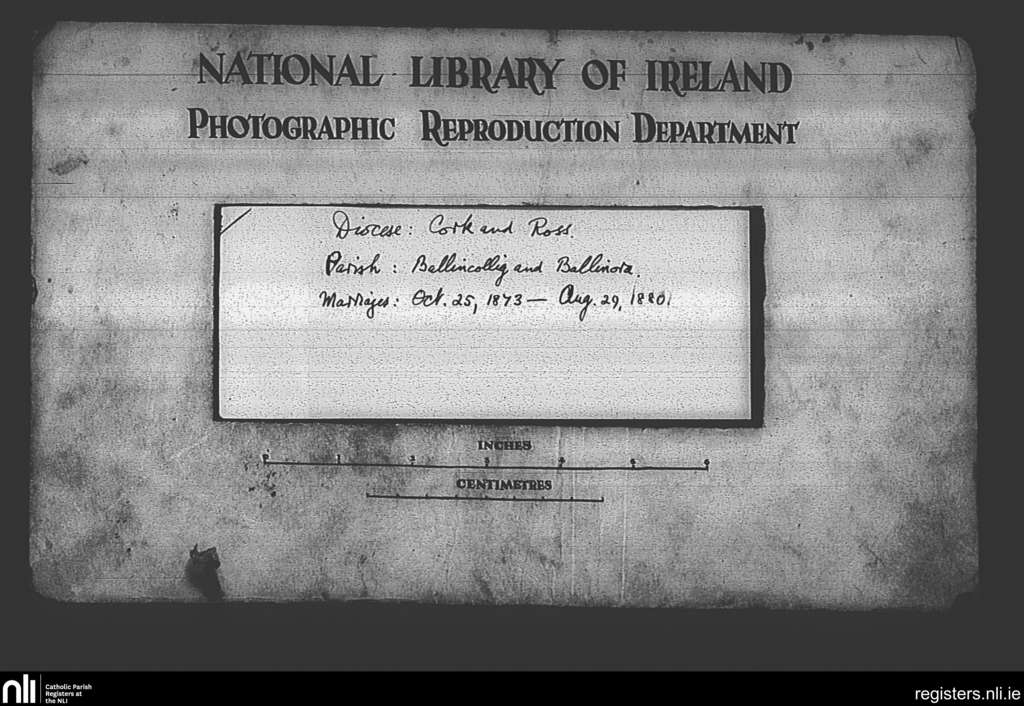 NATIONAL LIBRARY OF IRELAND
PHOTOGRAPHIC REPRODUCTION DEPARTMENT
Diocese: Cork and Ross.
Parish: Ballincollig and Ballinora.
Marriages: Oct. 25, 1873 — Aug. 29, 1880.
INCHES
CENTIMETRES
nli
Catholic Parish
Registers at
the NLI
registers.nli.ie